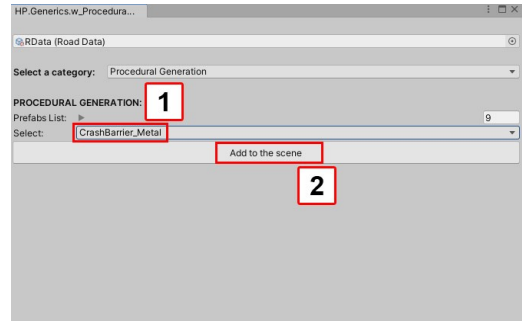 HP.Generics.w_Procedura...
RData (Road Data)
Select a category: Procedural Generation
PROCEDURAL GENERATION:
1
Prefabs List: 9
Select: CrashBarrier_Metal
Add to the scene
2